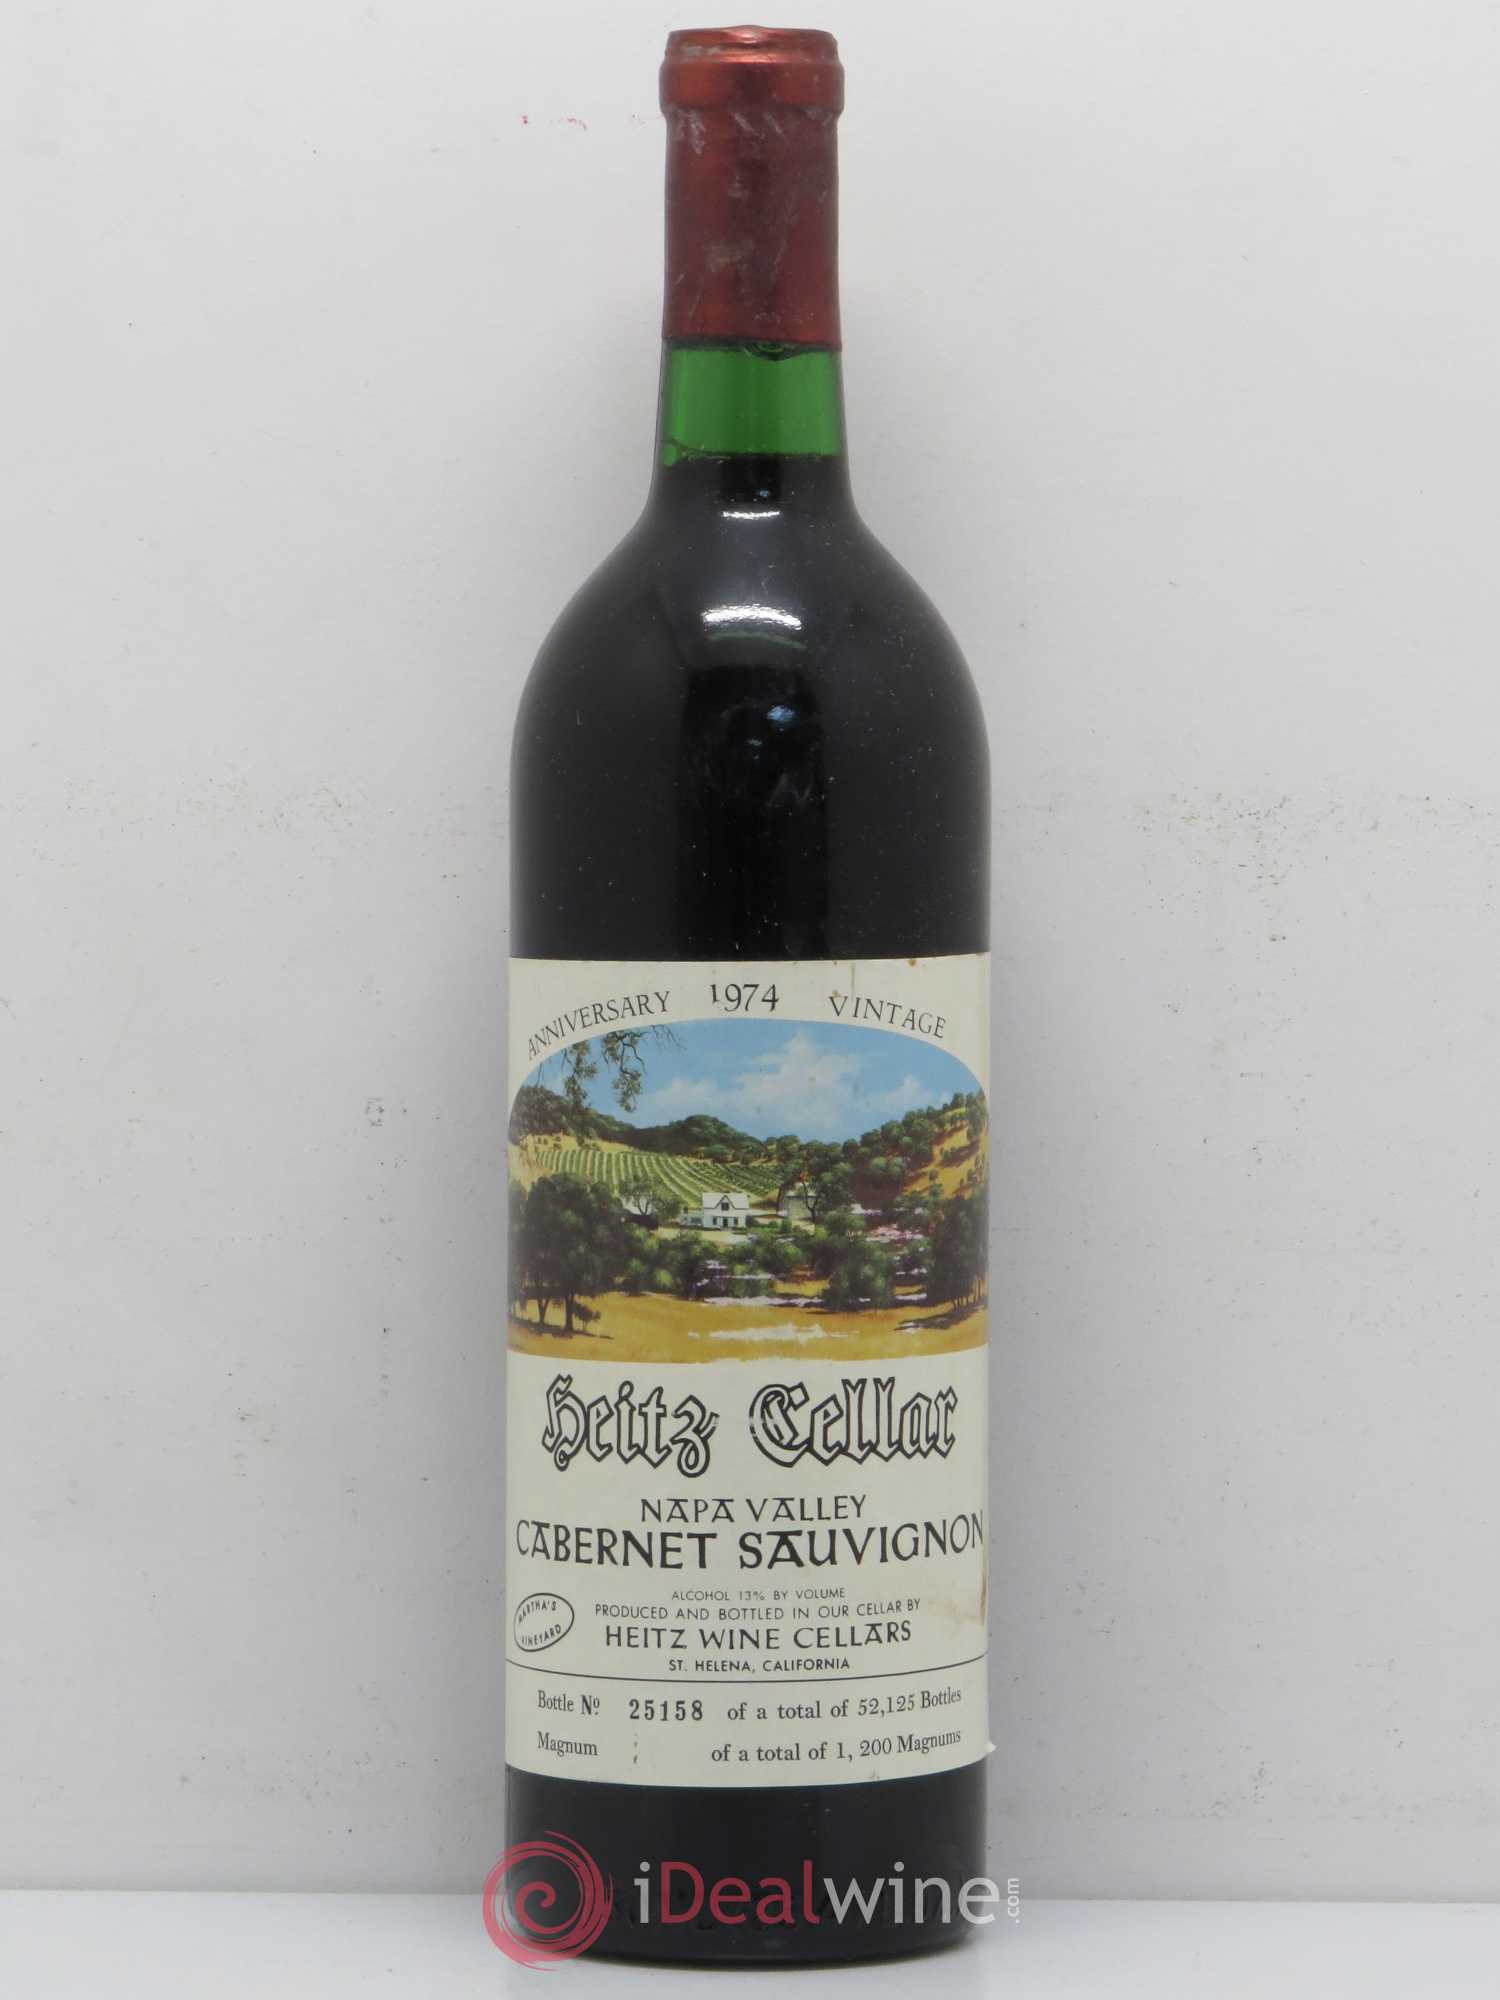 ANNIVERSARY 1974 VINTAGE
Heitz Cellar
NAPA VALLEY
CABERNET SAUVIGNON
ALCOHOL 13% BY VOLUME
PRODUCED AND BOTTLED IN OUR CELLAR BY
HEITZ WINE CELLARS
ST. HELENA, CALIFORNIA
MARTHA'S
VINEYARD
Bottle Nº 25158 of a total of 52,125 Bottles
Magnum of a total of 1, 200 Magnums
iDealwine.com